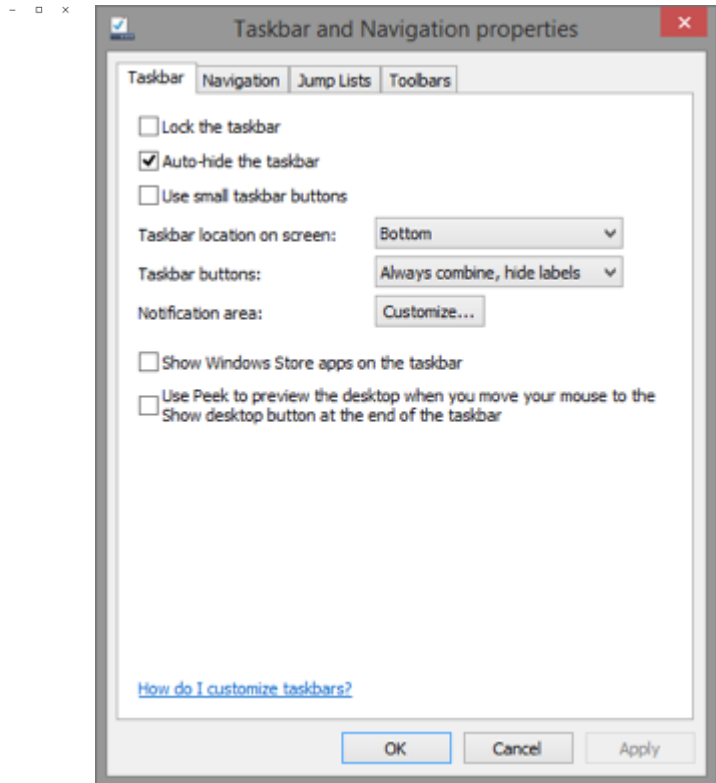 Taskbar and Navigation properties
Taskbar Navigation Jump Lists Toolbars
Lock the taskbar
Auto-hide the taskbar
Use small taskbar buttons
Taskbar location on screen: Bottom
Taskbar buttons: Always combine, hide labels
Notification area: Customize...
Show Windows Store apps on the taskbar
Use Peek to preview the desktop when you move your mouse to the
Show desktop button at the end of the taskbar
How do I customize taskbars?
OK Cancel Apply